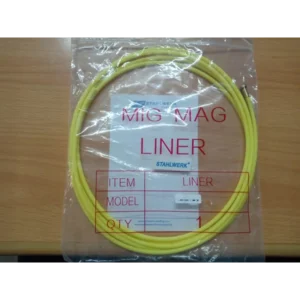 MIG MAG
LINER
STAHLWERK
ITEM LINER
MODEL
QTY 1